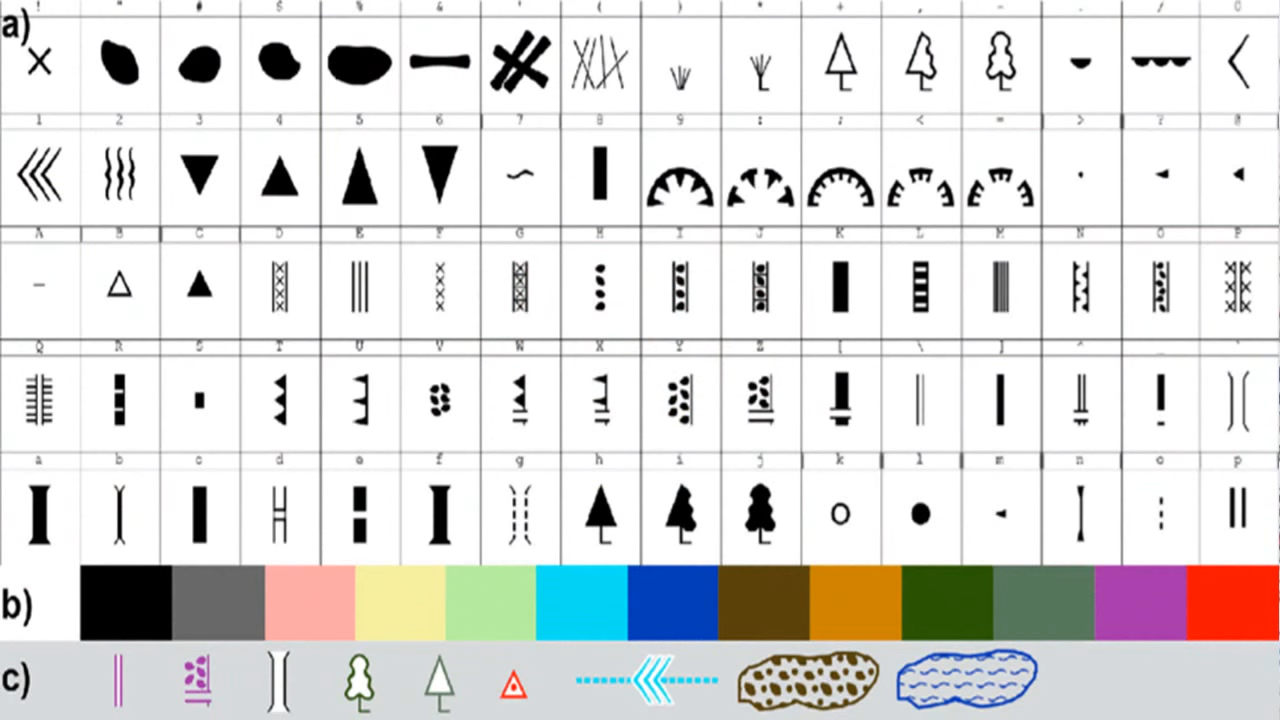 a)
! " # $ % & ' ( ) * + , - . / 0
1 2 3 4 5 6 7 8 9 : ; < = > ? @
A B C D E F G H I J K L M N O P
Q R S T U V W X Y Z [ \ ] ^ _ `
a b c d e f g h i j k l m n o p
b)
c)